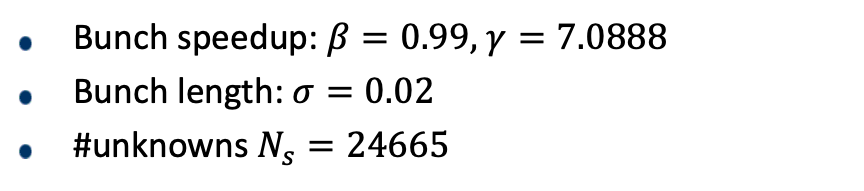 • Bunch speedup: β = 0.99, γ = 7.0888
• Bunch length: σ = 0.02
• #unknowns Nₛ = 24665